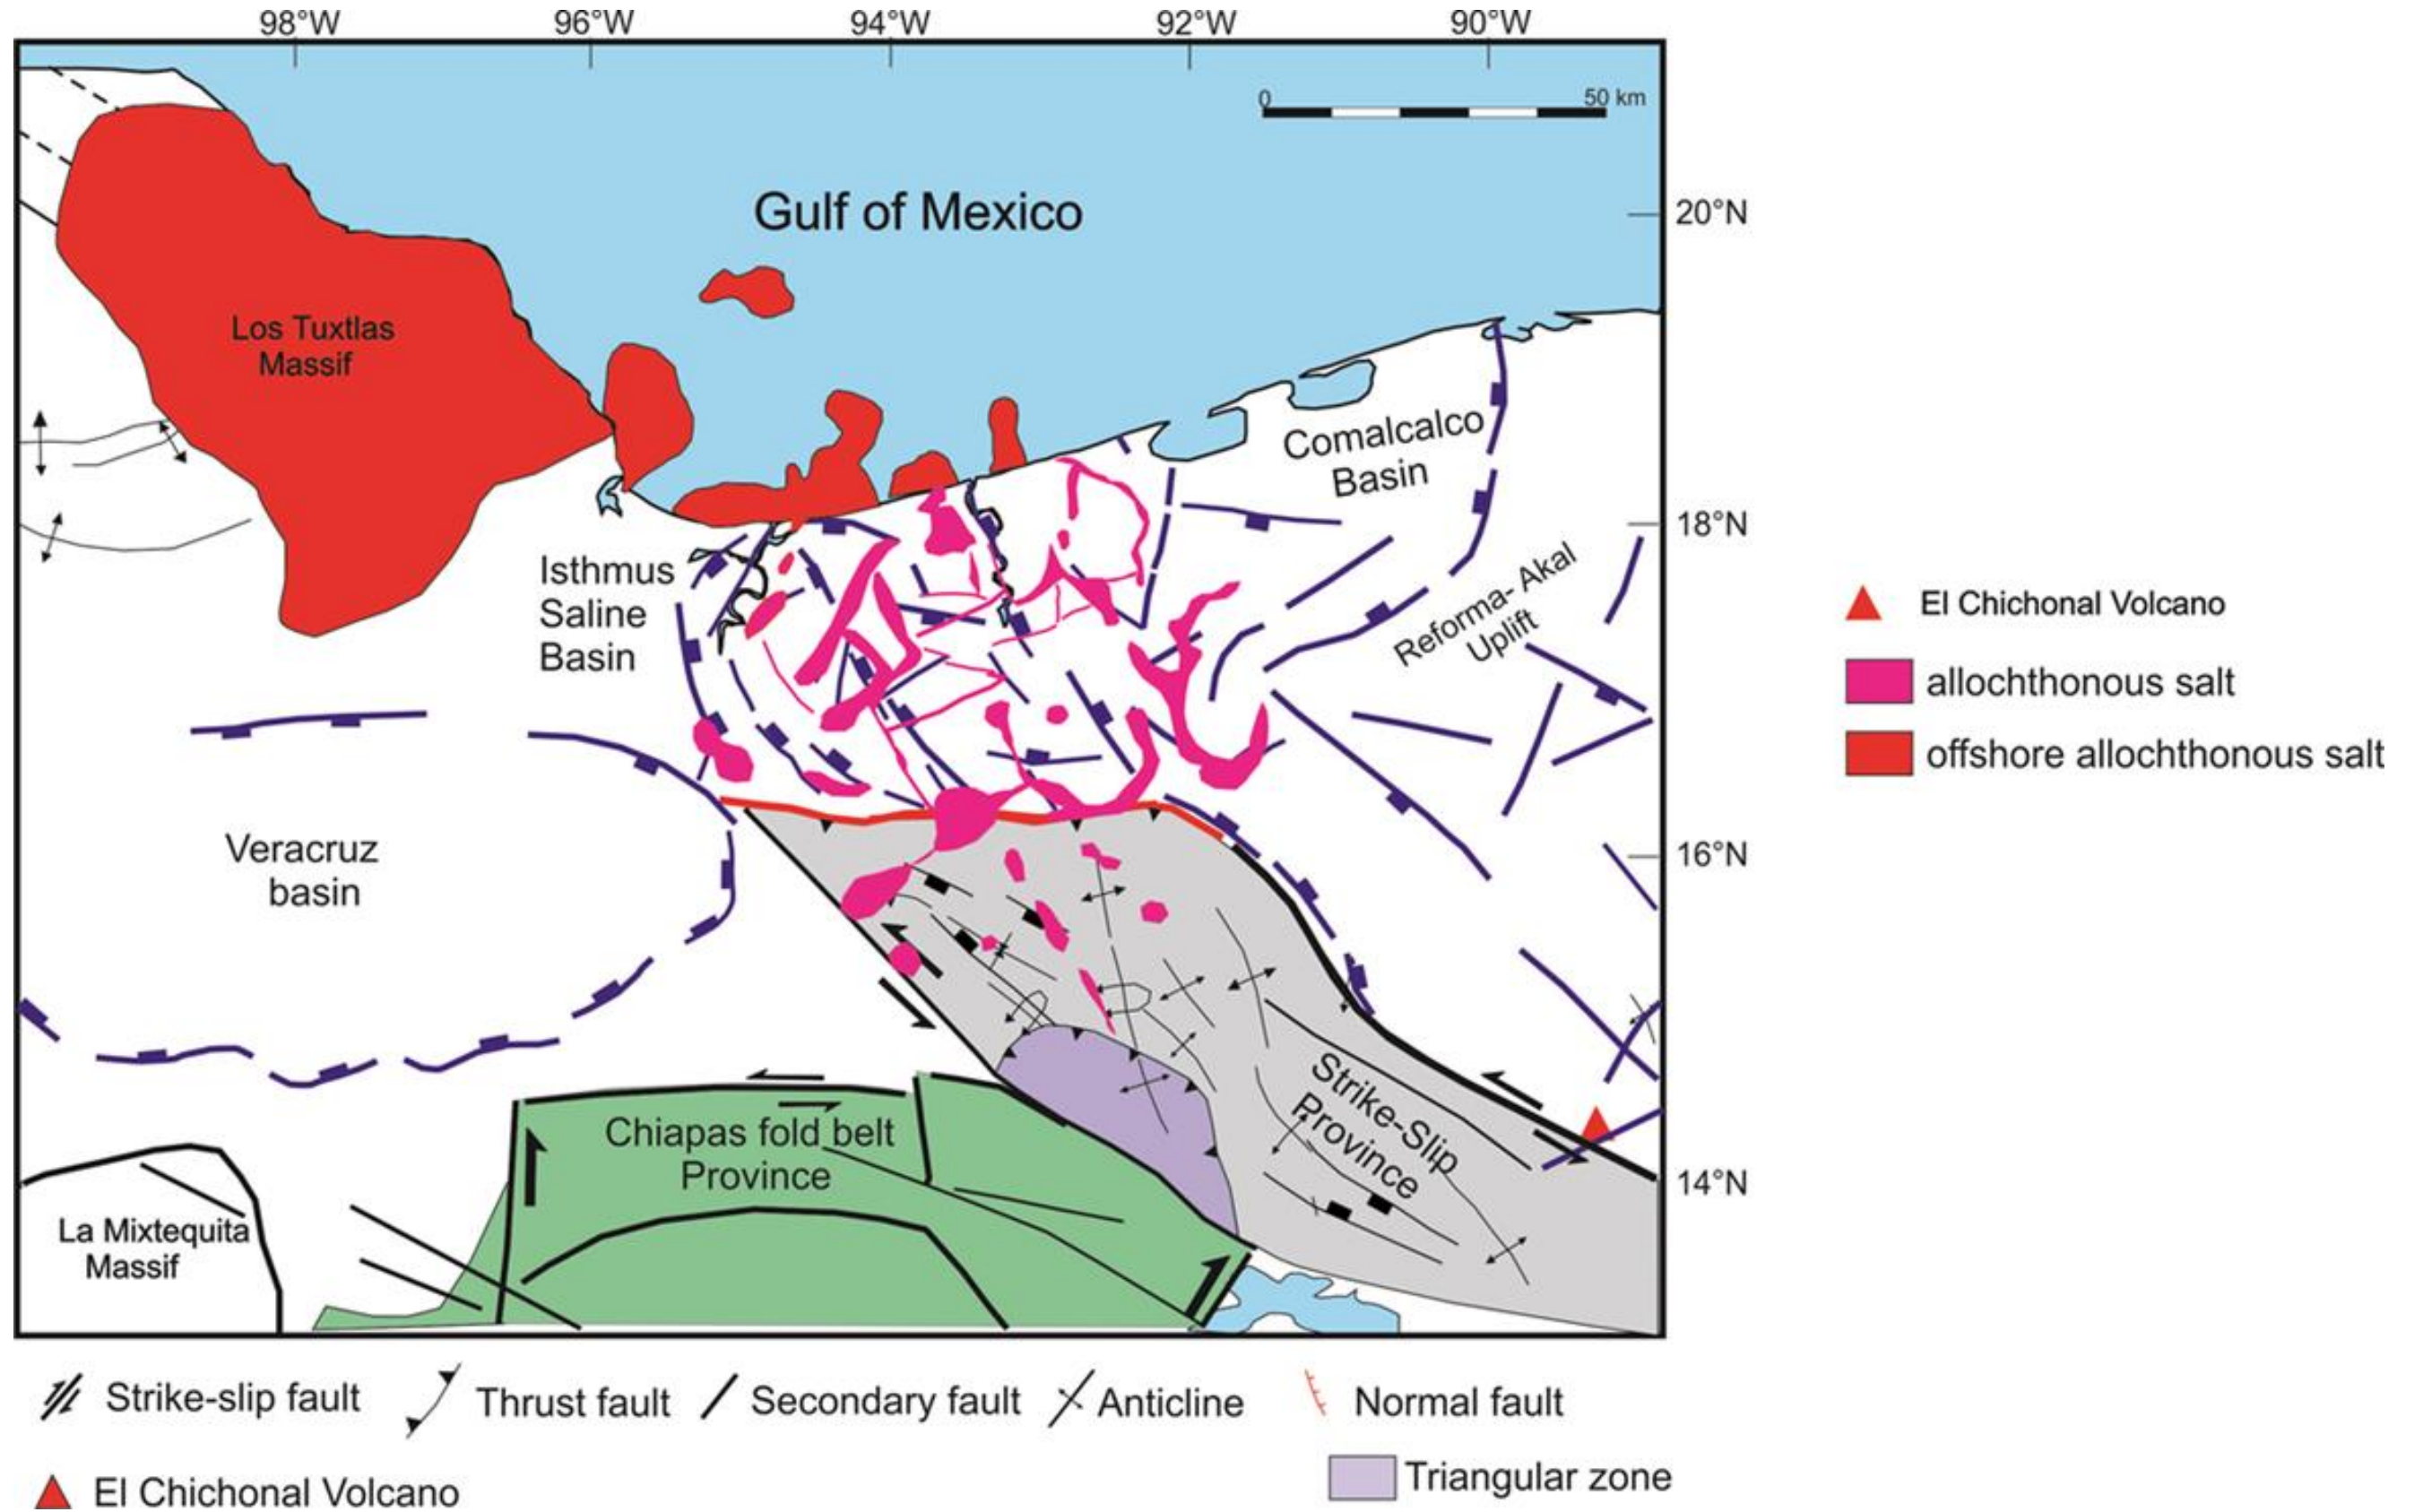 98°W 96°W 94°W 92°W 90°W
0 50 km
Gulf of Mexico
20°N
Los Tuxtlas
Massif
Comalcalco
Basin
18°N
Isthmus
Saline
Basin
Reforma- Akal
Uplift
El Chichonal Volcano
allochthonous salt
offshore allochthonous salt
Veracruz
basin
16°N
Strike-Slip
Province
Chiapas fold belt
Province
14°N
La Mixtequita
Massif
Strike-slip fault
Thrust fault
Secondary fault
Anticline
Normal fault
El Chichonal Volcano
Triangular zone